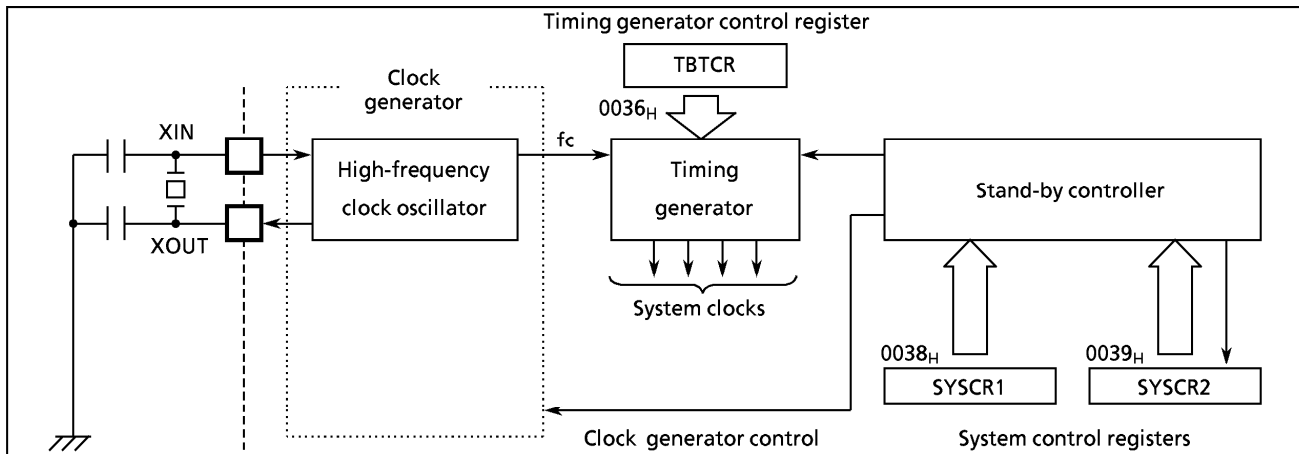 Timing generator control register
TBTCR
Clock
generator
0036H
XIN
fc
High-frequency
clock oscillator
Timing
generator
Stand-by controller
XOUT
System clocks
0038H
0039H
SYSCR1
SYSCR2
Clock generator control
System control registers